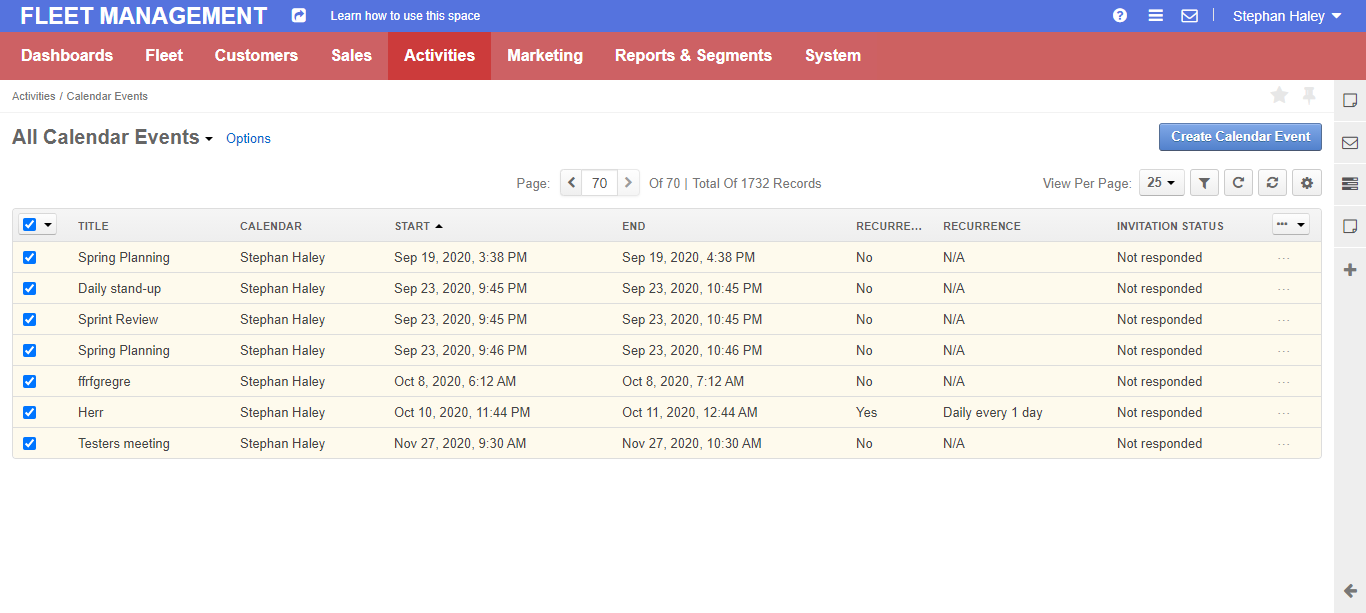 FLEET MANAGEMENT Learn how to use this space Stephan Haley
Dashboards Fleet Customers Sales Activities Marketing Reports & Segments System
Activities / Calendar Events
All Calendar Events Options Create Calendar Event
Page: 70 Of 70 | Total Of 1732 Records View Per Page: 25
TITLE CALENDAR START END RECURRE... RECURRENCE INVITATION STATUS
Spring Planning Stephan Haley Sep 19, 2020, 3:38 PM Sep 19, 2020, 4:38 PM No N/A Not responded ...
Daily stand-up Stephan Haley Sep 23, 2020, 9:45 PM Sep 23, 2020, 10:45 PM No N/A Not responded ...
Sprint Review Stephan Haley Sep 23, 2020, 9:45 PM Sep 23, 2020, 10:45 PM No N/A Not responded ...
Spring Planning Stephan Haley Sep 23, 2020, 9:46 PM Sep 23, 2020, 10:46 PM No N/A Not responded ...
ffrfgregre Stephan Haley Oct 8, 2020, 6:12 AM Oct 8, 2020, 7:12 AM No N/A Not responded ...
Herr Stephan Haley Oct 10, 2020, 11:44 PM Oct 11, 2020, 12:44 AM Yes Daily every 1 day Not responded ...
Testers meeting Stephan Haley Nov 27, 2020, 9:30 AM Nov 27, 2020, 10:30 AM No N/A Not responded ...